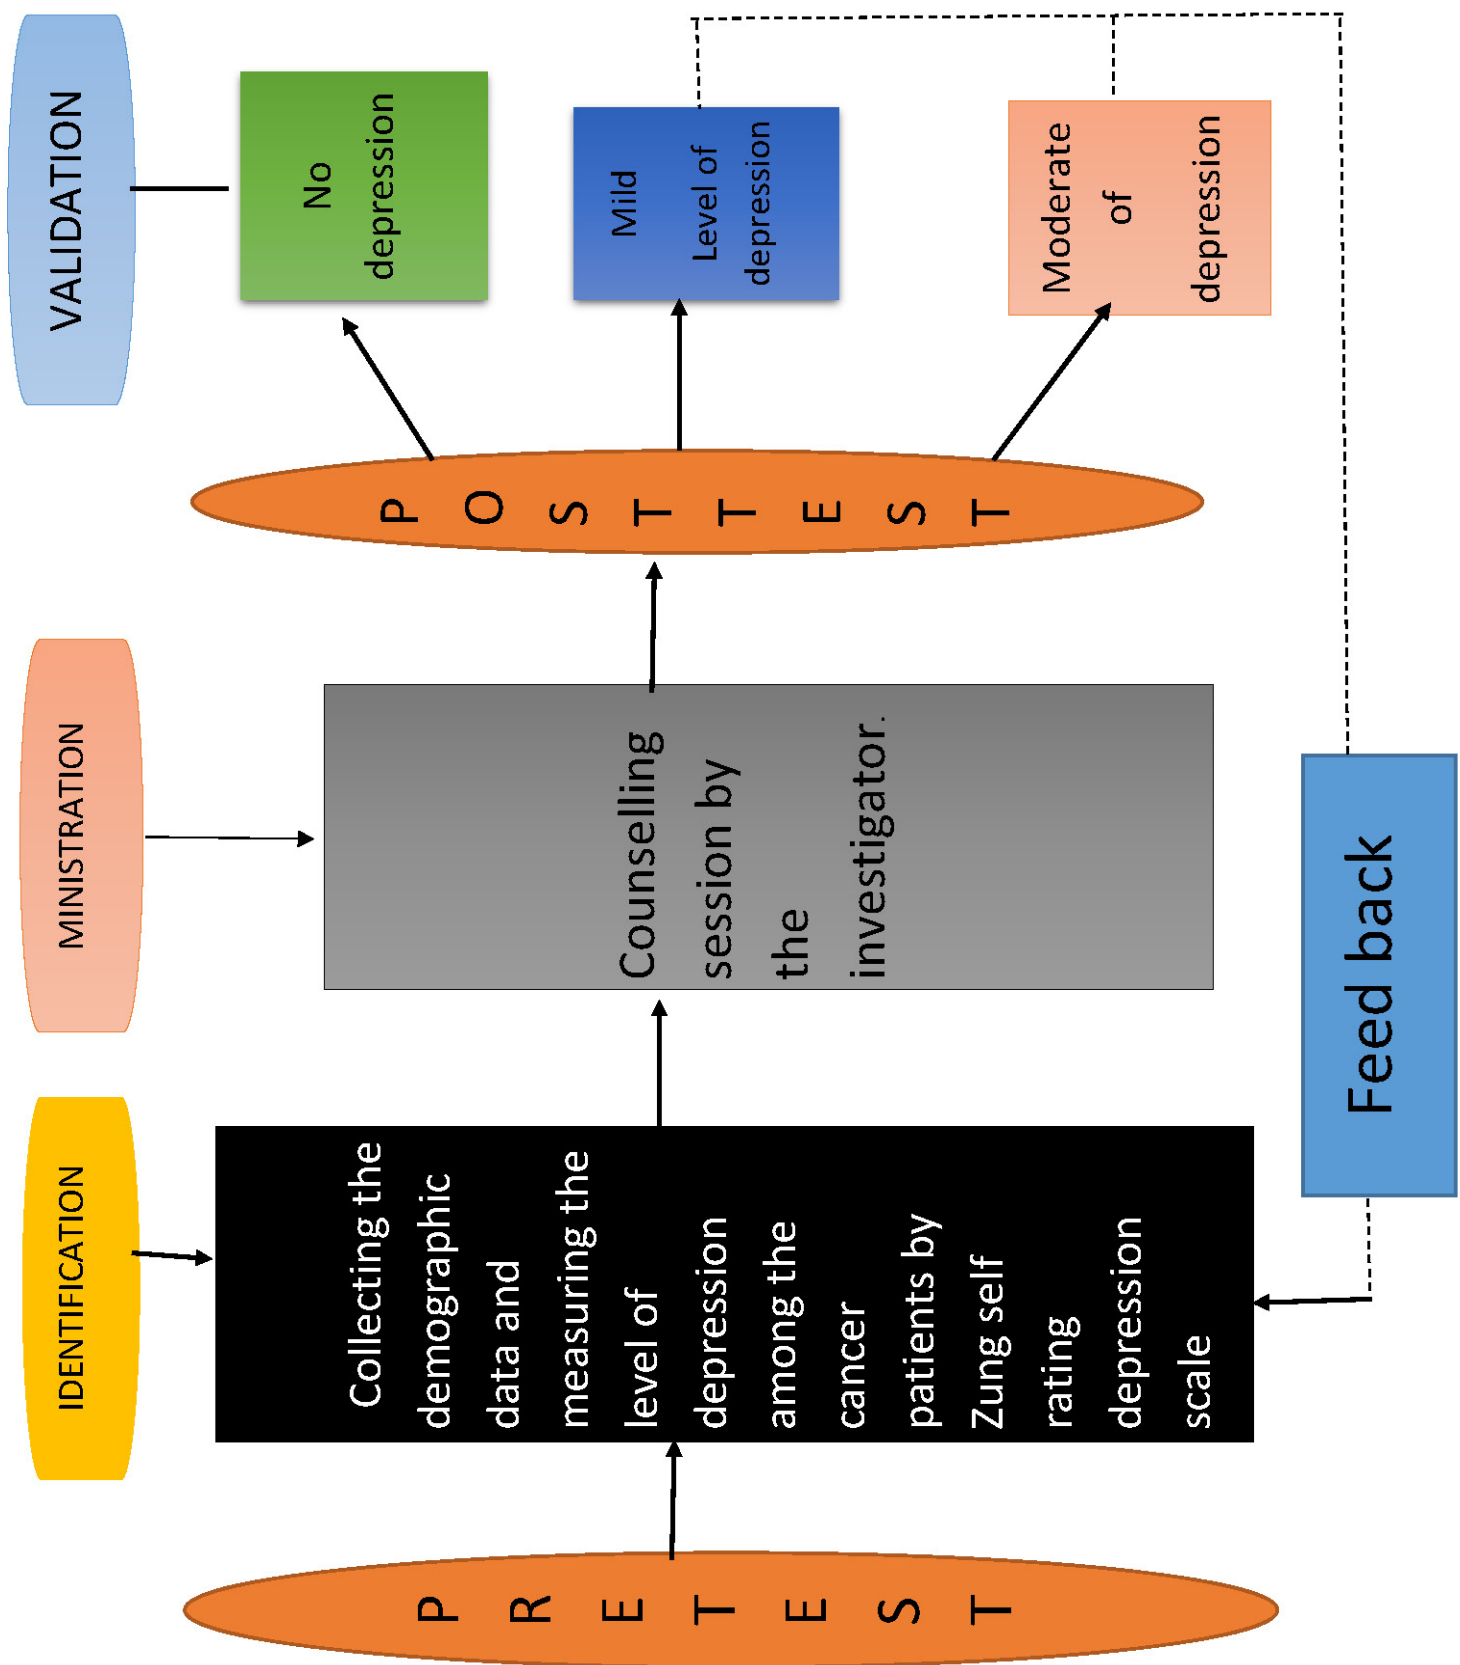 IDENTIFICATION
MINISTRATION
VALIDATION
P
R
E
T
E
S
T
Collecting the
demographic
data and
measuring the
level of
depression
among the
cancer
patients by
Zung self
rating
depression
scale
Counselling
session by
the
investigator.
P
O
S
T
T
E
S
T
No
depression
Mild
Level of
depression
Moderate
of
depression
Feed back